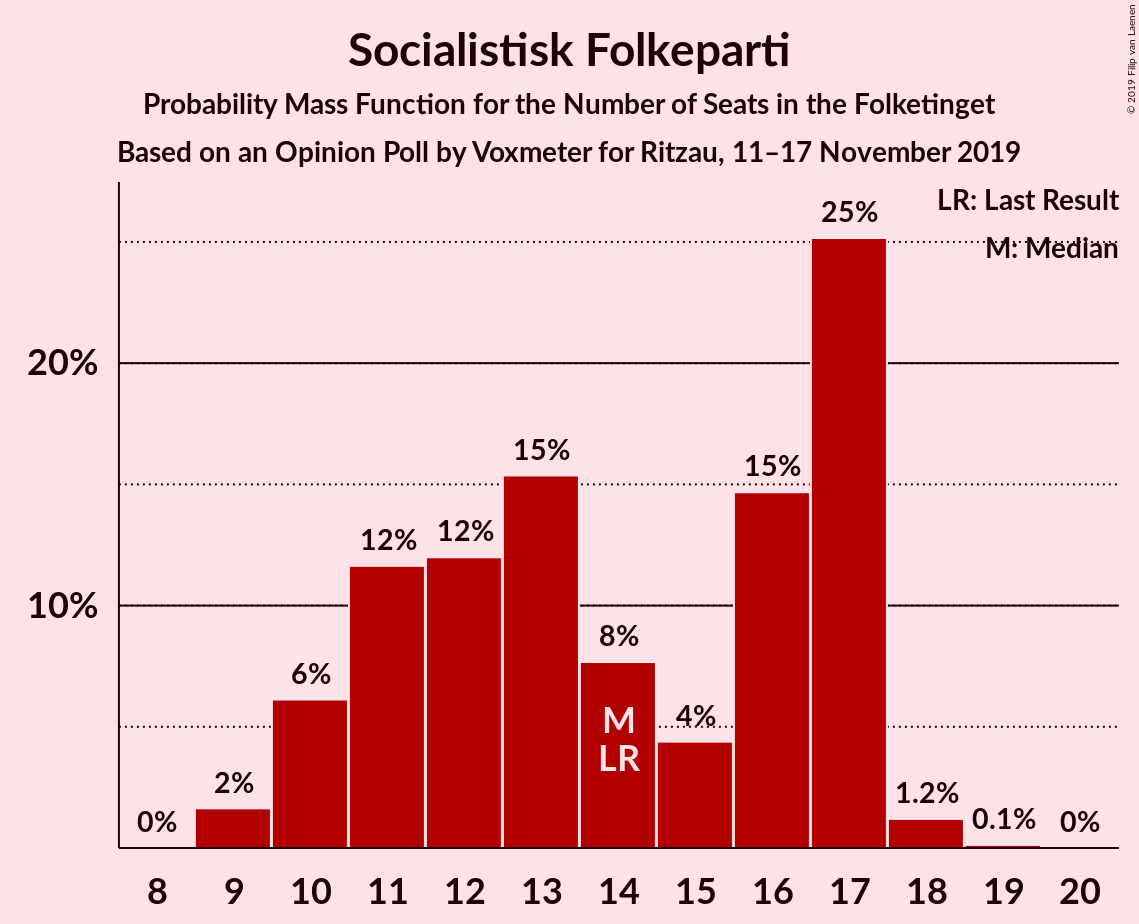 Socialistisk Folkeparti
Probability Mass Function for the Number of Seats in the Folketinget
Based on an Opinion Poll by Voxmeter for Ritzau, 11–17 November 2019
© 2019 Filip van Laenen
LR: Last Result
M: Median
20%
10%
0%
2%
6%
12%
12%
15%
8%
4%
15%
25%
1.2%
0.1%
0%
M
LR
8 9 10 11 12 13 14 15 16 17 18 19 20